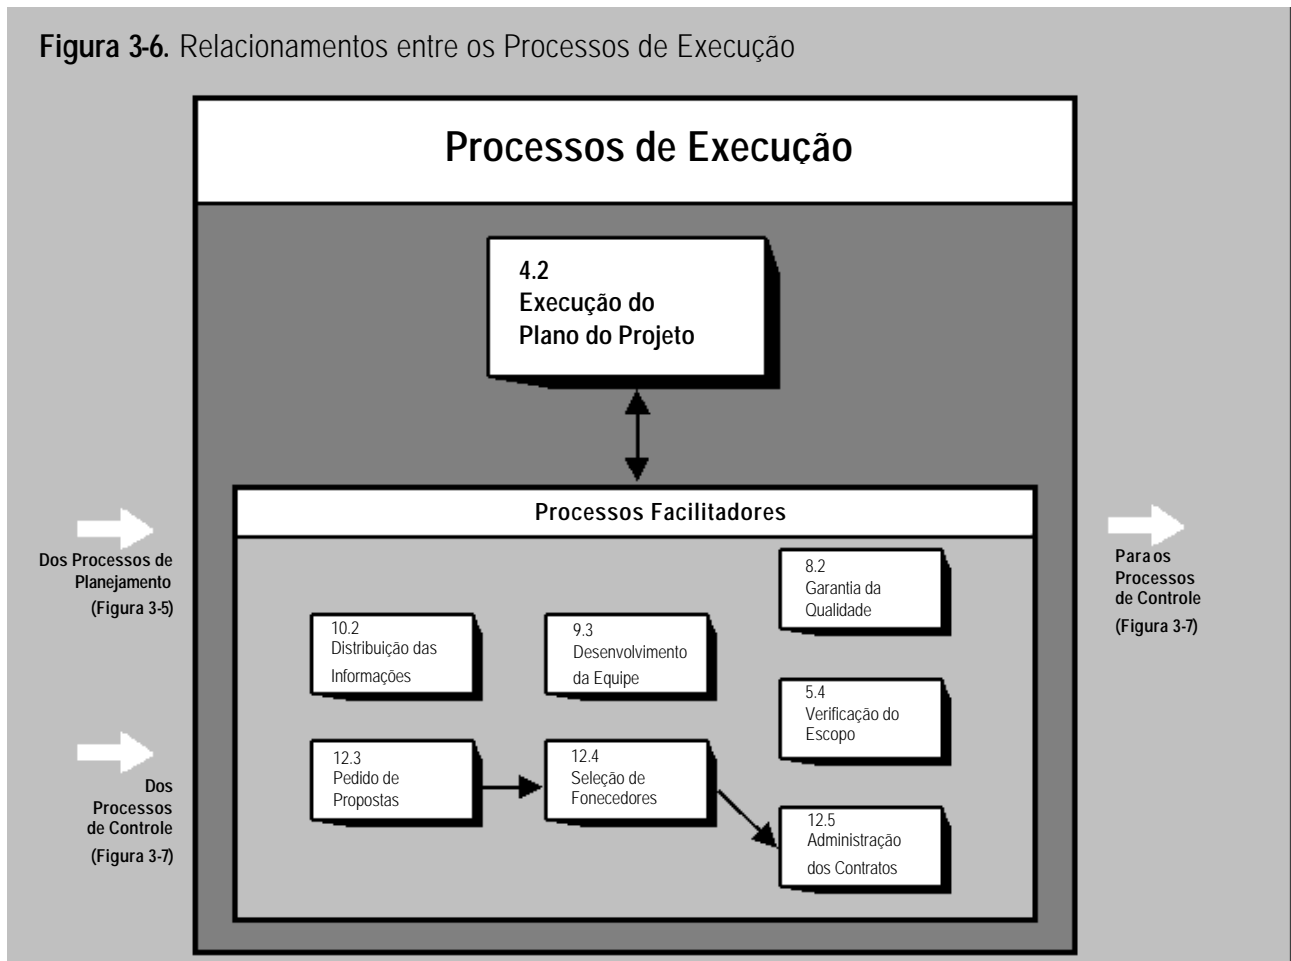 Figura 3-6. Relacionamentos entre os Processos de Execução
Processos de Execução
4.2
Execução do
Plano do Projeto
Processos Facilitadores
Dos Processos de
Planejamento
(Figura 3-5)
Dos
Processos
de Controle
(Figura 3-7)
10.2
Distribuição das
Informações
9.3
Desenvolvimento
da Equipe
8.2
Garantia da
Qualidade
5.4
Verificação do
Escopo
12.3
Pedido de
Propostas
12.4
Seleção de
Fonecedores
12.5
Administração
dos Contratos
Para os
Processos
de Controle
(Figura 3-7)